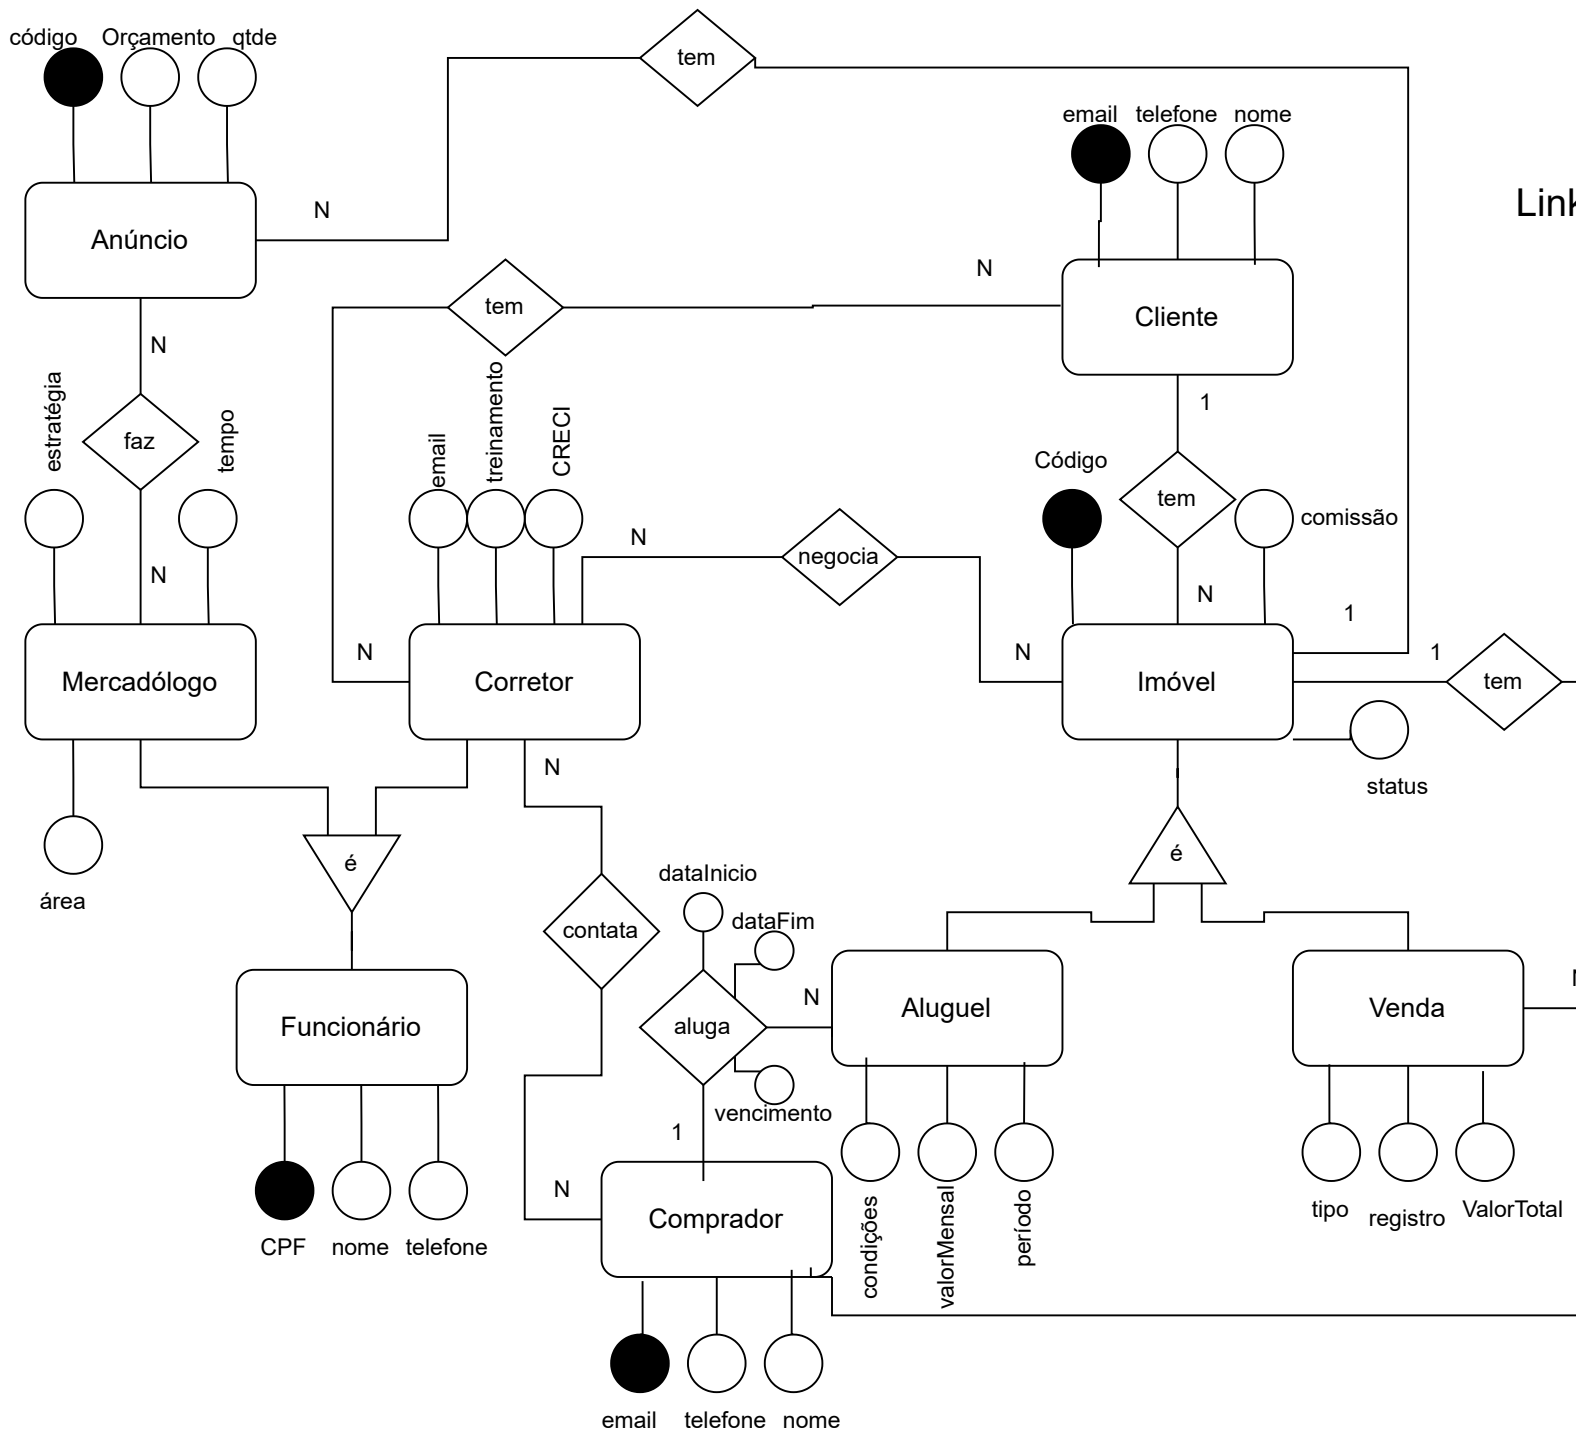 código Orçamento qtde
tem
email telefone nome
Anúncio
N
N
tem
Cliente
N
1
estratégia
faz
tempo
email
treinamento
CRECI
Código
tem
comissão
N
negocia
N
N
1
Mercadólogo
N
Corretor
N
Imóvel
1
tem
status
N
área
é
é
dataInicio
dataFim
contata
N
aluga
Aluguel
Venda
Funcionário
vencimento
1
N
Comprador
condições
valorMensal
período
tipo
registro
ValorTotal
CPF nome telefone
email telefone nome